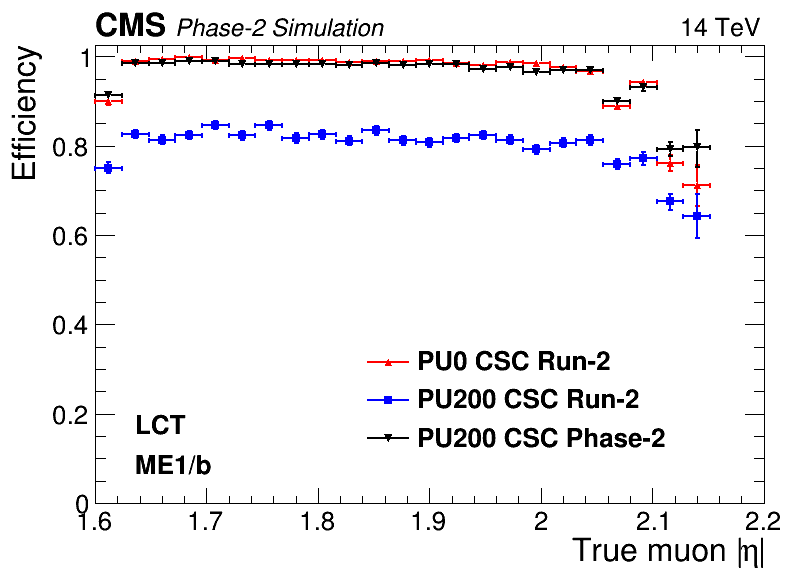 CMS Phase-2 Simulation 14 TeV
Efficiency
1
0.8
0.6
0.4
0.2
0
PU0 CSC Run-2
PU200 CSC Run-2
PU200 CSC Phase-2
LCT
ME1/b
1.6 1.7 1.8 1.9 2 2.1 2.2
True muon |η|